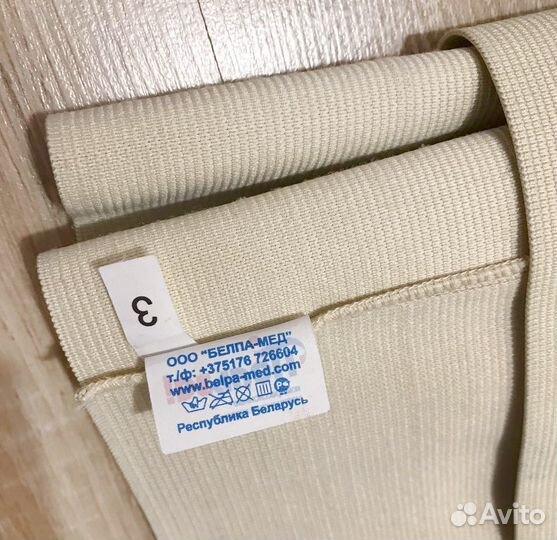 3
ООО "БЕЛПА-МЕД"
т./ф: +375176 726604
www.belpa-med.com
Республика Беларусь
Avito